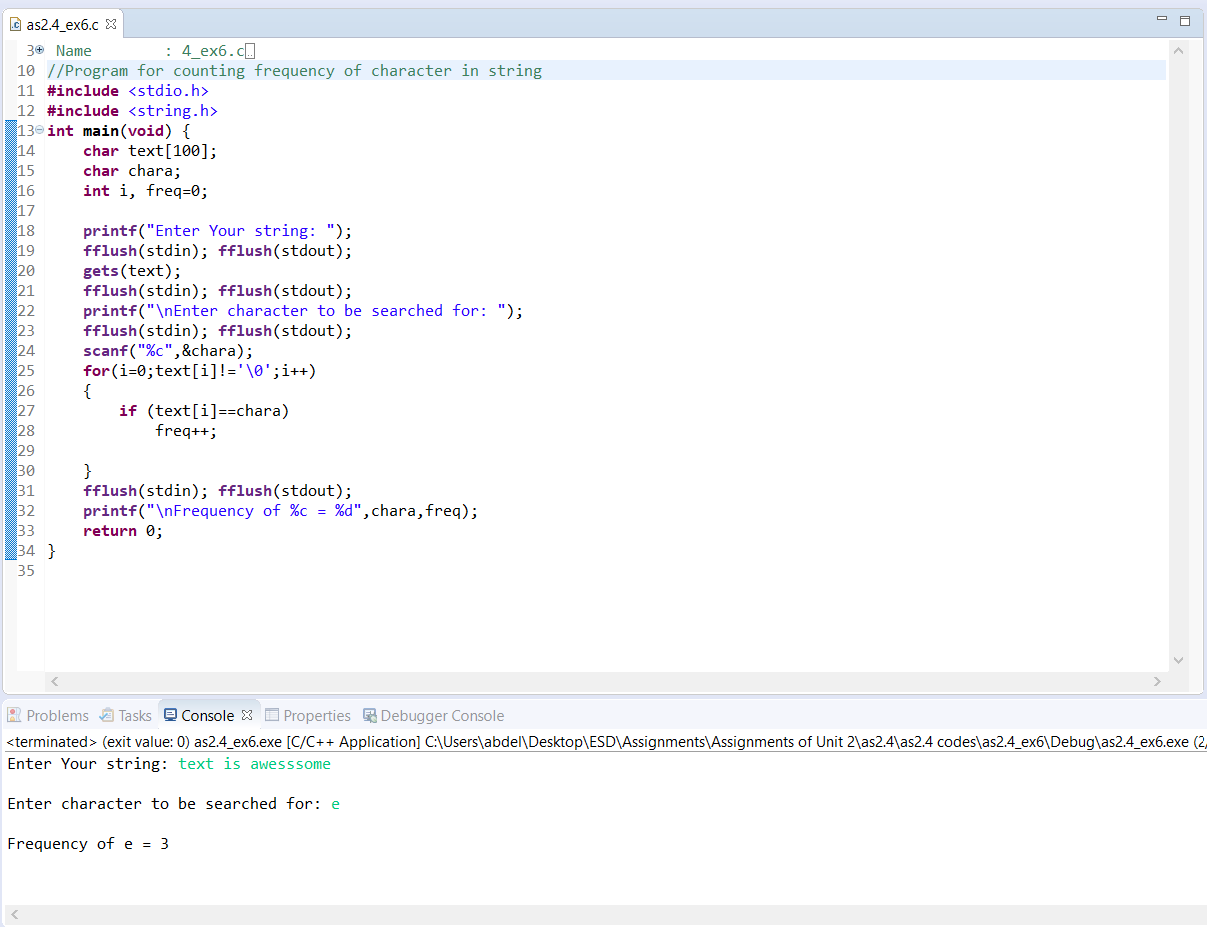 as2.4_ex6.c
3 Name        : 4_ex6.c..
10 //Program for counting frequency of character in string
11 #include <stdio.h>
12 #include <string.h>
13 int main(void) {
14     char text[100];
15     char chara;
16     int i, freq=0;
17
18     printf("Enter Your string: ");
19     fflush(stdin); fflush(stdout);
20     gets(text);
21     fflush(stdin); fflush(stdout);
22     printf("\nEnter character to be searched for: ");
23     fflush(stdin); fflush(stdout);
24     scanf("%c",&chara);
25     for(i=0;text[i]!='\0';i++)
26     {
27         if (text[i]==chara)
28             freq++;
29
30     }
31     fflush(stdin); fflush(stdout);
32     printf("\nFrequency of %c = %d",chara,freq);
33     return 0;
34 }
35
Problems Tasks Console Properties Debugger Console
<terminated> (exit value: 0) as2.4_ex6.exe [C/C++ Application] C:\Users\abdel\Desktop\ESD\Assignments\Assignments of Unit 2\as2.4\as2.4 codes\as2.4_ex6\Debug\as2.4_ex6.exe (2/
Enter Your string: text is awesssome
Enter character to be searched for: e
Frequency of e = 3